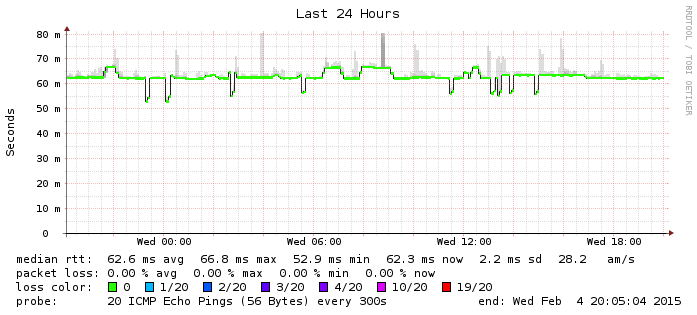 Last 24 Hours
RRDTOOL / TOBI OETIKER
Seconds
80 m
70 m
60 m
50 m
40 m
30 m
20 m
10 m
0
Wed 00:00 Wed 06:00 Wed 12:00 Wed 18:00
median rtt: 62.6 ms avg 66.8 ms max 52.9 ms min 62.3 ms now 2.2 ms sd 28.2 am/s
packet loss: 0.00 % avg 0.00 % max 0.00 % min 0.00 % now
loss color: 0 1/20 2/20 3/20 4/20 10/20 19/20
probe: 20 ICMP Echo Pings (56 Bytes) every 300s end: Wed Feb 4 20:05:04 2015